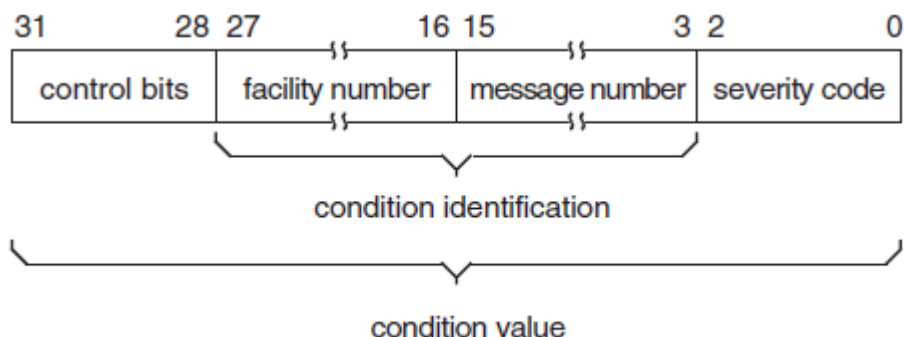 31 28 27 16 15 3 2 0
control bits facility number message number severity code
condition identification
condition value